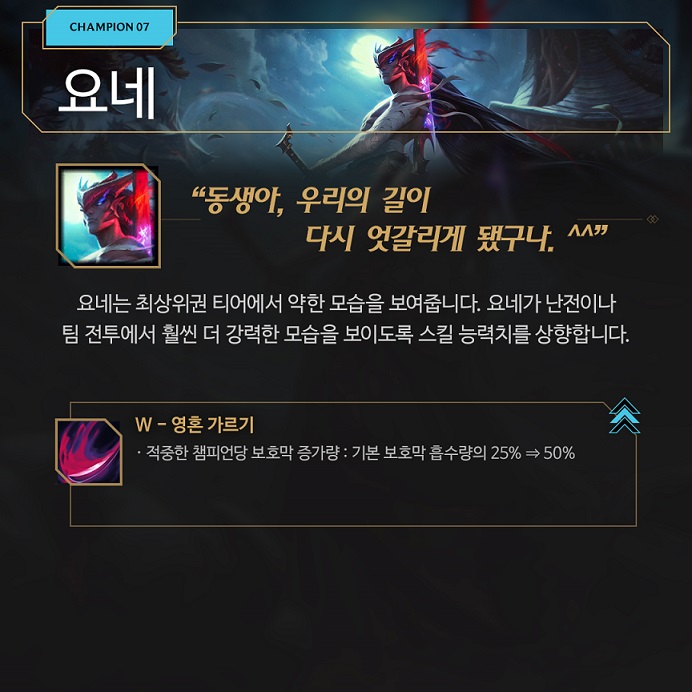 CHAMPION 07
요네
“동생아, 우리의 길이
다시 엇갈리게 됐구나. ^^”
요네는 최상위권 티어에서 약한 모습을 보여줍니다. 요네가 난전이나
팀 전투에서 훨씬 더 강력한 모습을 보이도록 스킬 능력치를 상향합니다.
W - 영혼 가르기
· 적중한 챔피언당 보호막 증가량 : 기본 보호막 흡수량의 25% ⇒ 50%